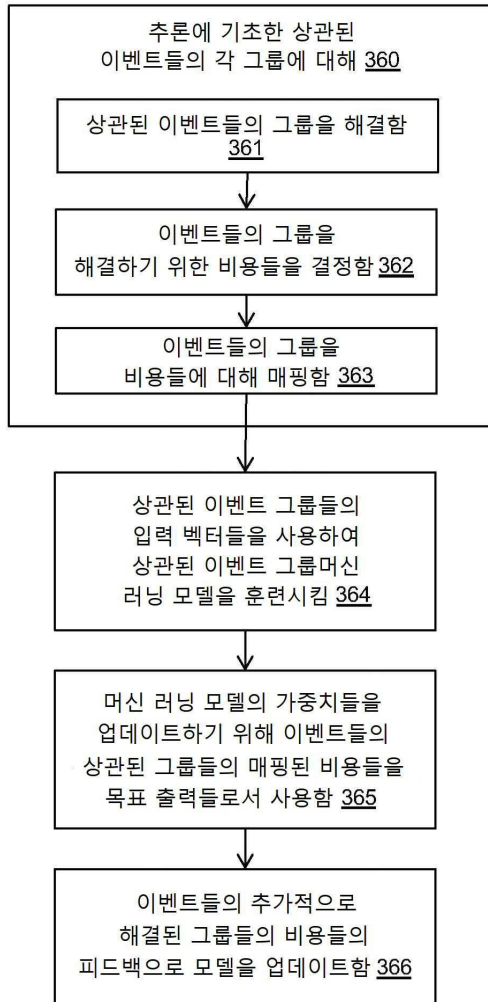 추론에 기초한 상관된
이벤트들의 각 그룹에 대해 360
상관된 이벤트들의 그룹을 해결함
361
이벤트들의 그룹을
해결하기 위한 비용들을 결정함 362
이벤트들의 그룹을
비용들에 대해 매핑함 363
상관된 이벤트 그룹들의
입력 벡터들을 사용하여
상관된 이벤트 그룹머신
러닝 모델을 훈련시킴 364
머신 러닝 모델의 가중치들을
업데이트하기 위해 이벤트들의
상관된 그룹들의 매핑된 비용들을
목표 출력들로서 사용함 365
이벤트들의 추가적으로
해결된 그룹들의 비용들의
피드백으로 모델을 업데이트함 366